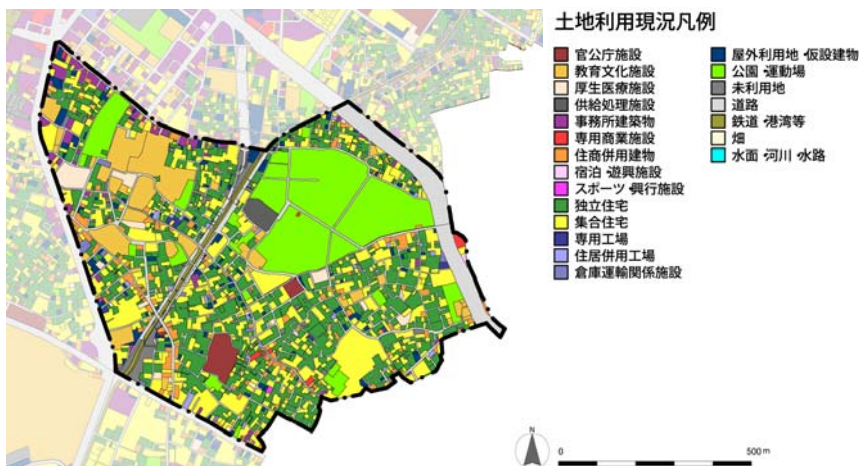 土地利用現況凡例
官公庁施設
教育文化施設
厚生医療施設
供給処理施設
事務所建築物
専用商業施設
住商併用建物
宿泊・遊興施設
スポーツ・興行施設
独立住宅
集合住宅
専用工場
住居併用工場
倉庫運輸関係施設
屋外利用地・仮設建物
公園・運動場
未利用地
道路
鉄道・港湾等
畑
水面・河川・水路
N
0 500m